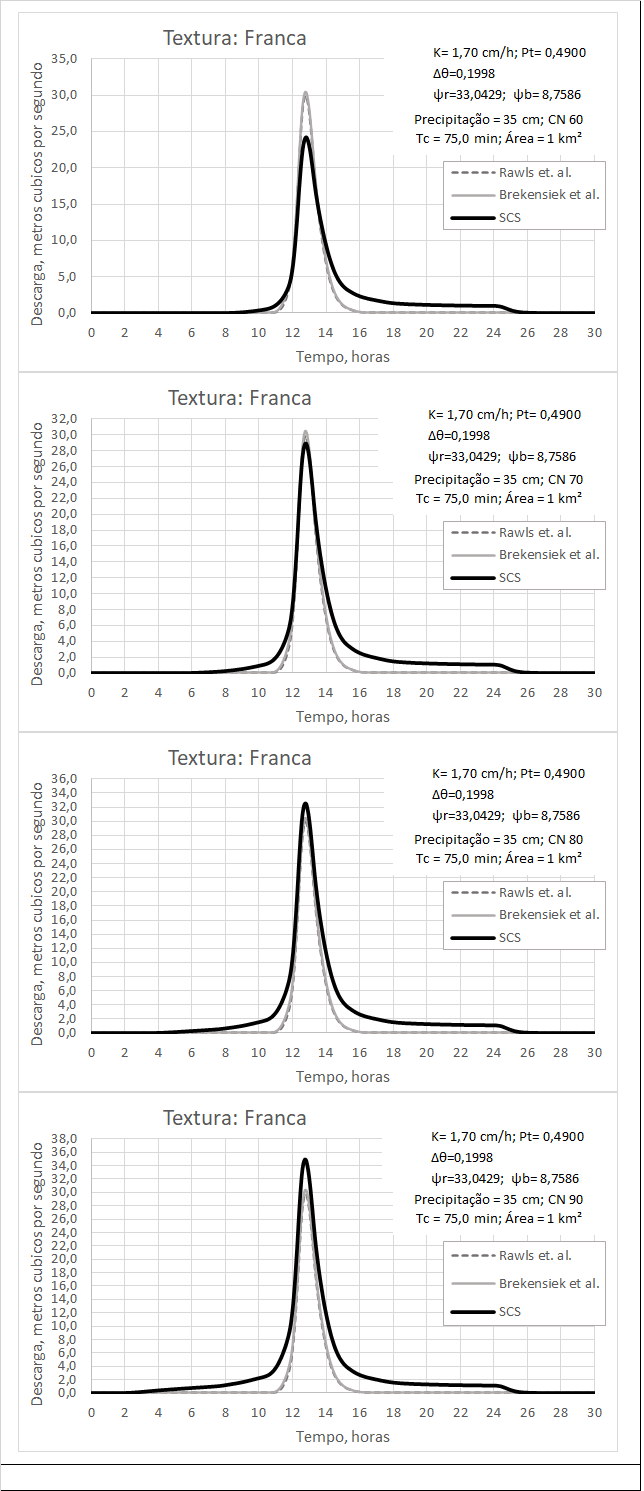 Textura: Franca
K= 1,70 cm/h; Pt= 0,4900
Δθ=0,1998
ψr=33,0429; ψb= 8,7586
Precipitação = 35 cm; CN 60
Tc = 75,0 min; Área = 1 km²
Rawls et. al.
Brekensiek et al.
SCS
Descarga, metros cubicos por segundo
35,0
30,0
25,0
20,0
15,0
10,0
5,0
0,0
0 2 4 6 8 10 12 14 16 18 20 22 24 26 28 30
Tempo, horas
Textura: Franca
K= 1,70 cm/h; Pt= 0,4900
Δθ=0,1998
ψr=33,0429; ψb= 8,7586
Precipitação = 35 cm; CN 70
Tc = 75,0 min; Área = 1 km²
Rawls et. al.
Brekensiek et al.
SCS
Descarga, metros cubicos por segundo
32,0
30,0
28,0
26,0
24,0
22,0
20,0
18,0
16,0
14,0
12,0
10,0
8,0
6,0
4,0
2,0
0,0
0 2 4 6 8 10 12 14 16 18 20 22 24 26 28 30
Tempo, horas
Textura: Franca
K= 1,70 cm/h; Pt= 0,4900
Δθ=0,1998
ψr=33,0429; ψb= 8,7586
Precipitação = 35 cm; CN 80
Tc = 75,0 min; Área = 1 km²
Rawls et. al.
Brekensiek et al.
SCS
Descarga, metros cubicos por segundo
36,0
34,0
32,0
30,0
28,0
26,0
24,0
22,0
20,0
18,0
16,0
14,0
12,0
10,0
8,0
6,0
4,0
2,0
0,0
0 2 4 6 8 10 12 14 16 18 20 22 24 26 28 30
Tempo, horas
Textura: Franca
K= 1,70 cm/h; Pt= 0,4900
Δθ=0,1998
ψr=33,0429; ψb= 8,7586
Precipitação = 35 cm; CN 90
Tc = 75,0 min; Área = 1 km²
Rawls et. al.
Brekensiek et al.
SCS
Descarga, metros cubicos por segundo
38,0
36,0
34,0
32,0
30,0
28,0
26,0
24,0
22,0
20,0
18,0
16,0
14,0
12,0
10,0
8,0
6,0
4,0
2,0
0,0
0 2 4 6 8 10 12 14 16 18 20 22 24 26 28 30
Tempo, horas